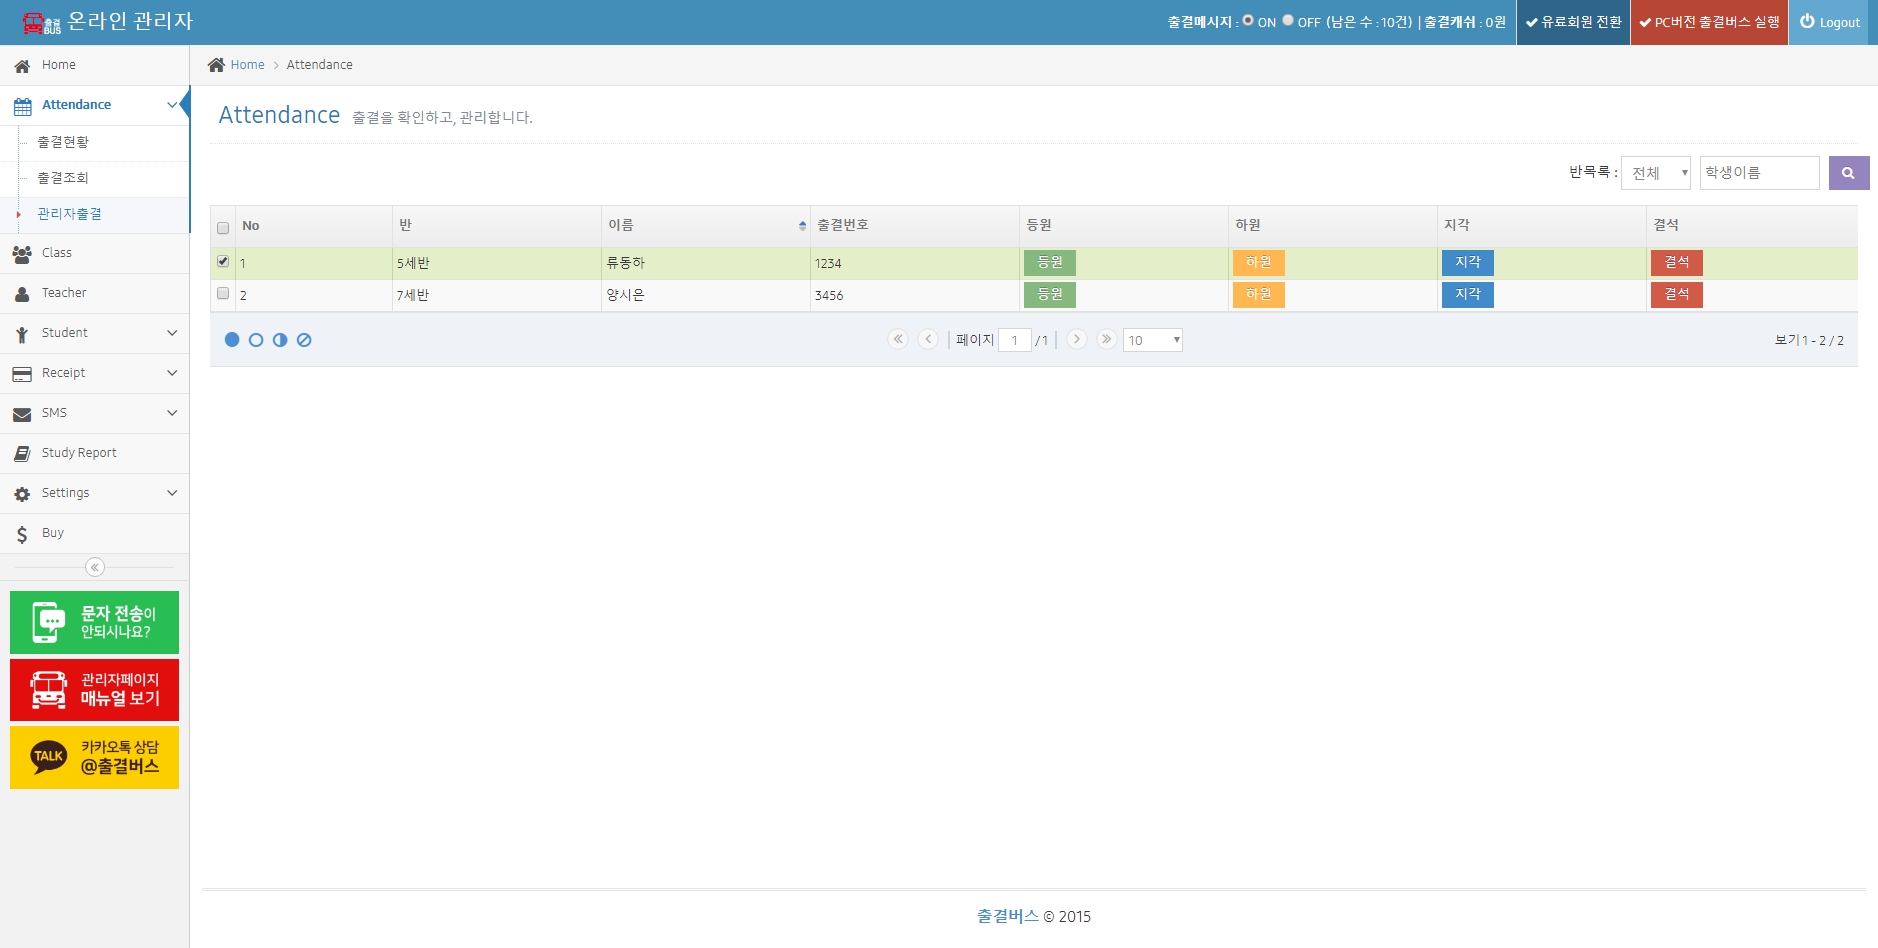 출결 BUS 온라인 관리자
출결메시지 : ON OFF (남은 수 : 10건) | 출결캐쉬 : 0원 유료회원 전환 PC버전 출결버스 실행 Logout
Home
Attendance
출결현황
출결조회
관리자출결
Class
Teacher
Student
Receipt
SMS
Study Report
Settings
Buy
문자 전송이
안되시나요?
관리자페이지
매뉴얼 보기
TALK
카카오톡 상담
@출결버스
Home > Attendance
Attendance 출결을 확인하고, 관리합니다.
반목록 : 전체 학생이름
No 반 이름 출결번호 등원 하원 지각 결석
1 5세반 류동하 1234 등원 하원 지각 결석
2 7세반 양시은 3456 등원 하원 지각 결석
페이지 1 / 1 10 보기 1 - 2 / 2
출결버스 © 2015